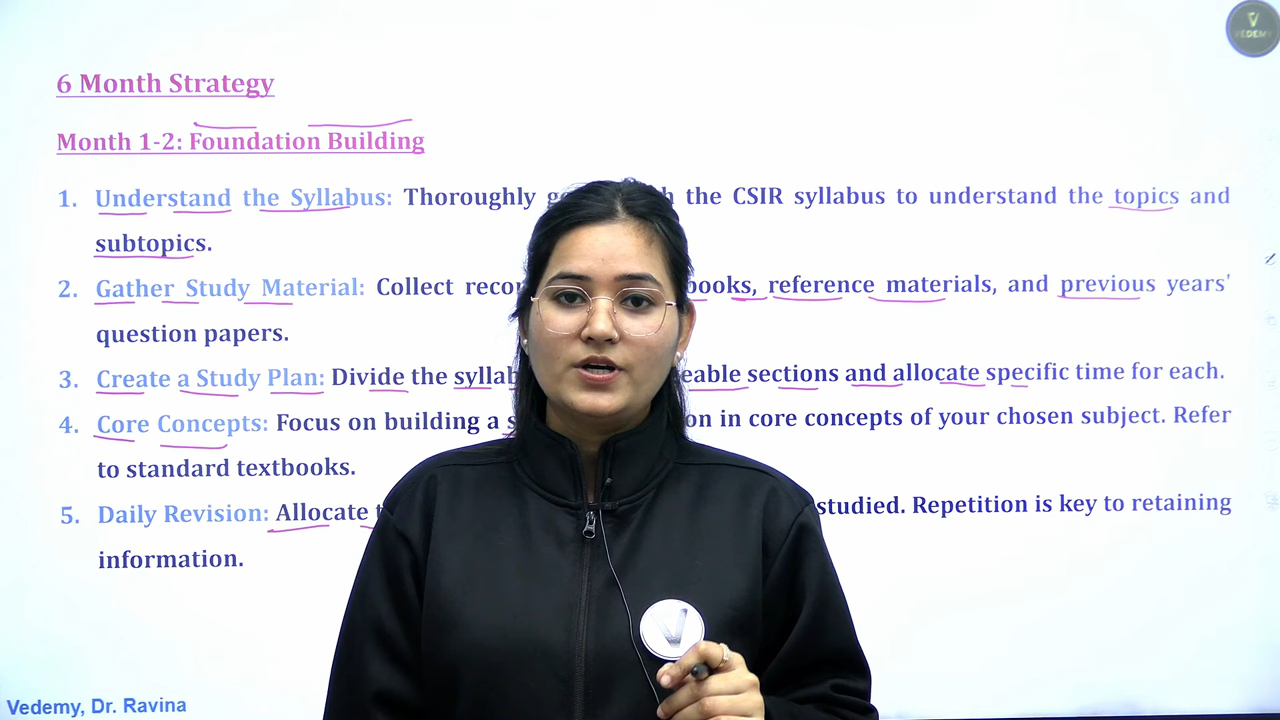 VEDEMY
6 Month Strategy
Month 1-2: Foundation Building
1. Understand the Syllabus: Thoroughly the CSIR syllabus to understand the topics and
subtopics.
2. Gather Study Material: Collect reference materials, and previous years'
question papers.
3. Create a Study Plan: Divide the sections and allocate specific time for each.
4. Core Concepts: Focus on building a in core concepts of your chosen subject. Refer
to standard textbooks.
5. Daily Revision: Allocate studied. Repetition is key to retaining
information.
Vedemy, Dr. Ravina